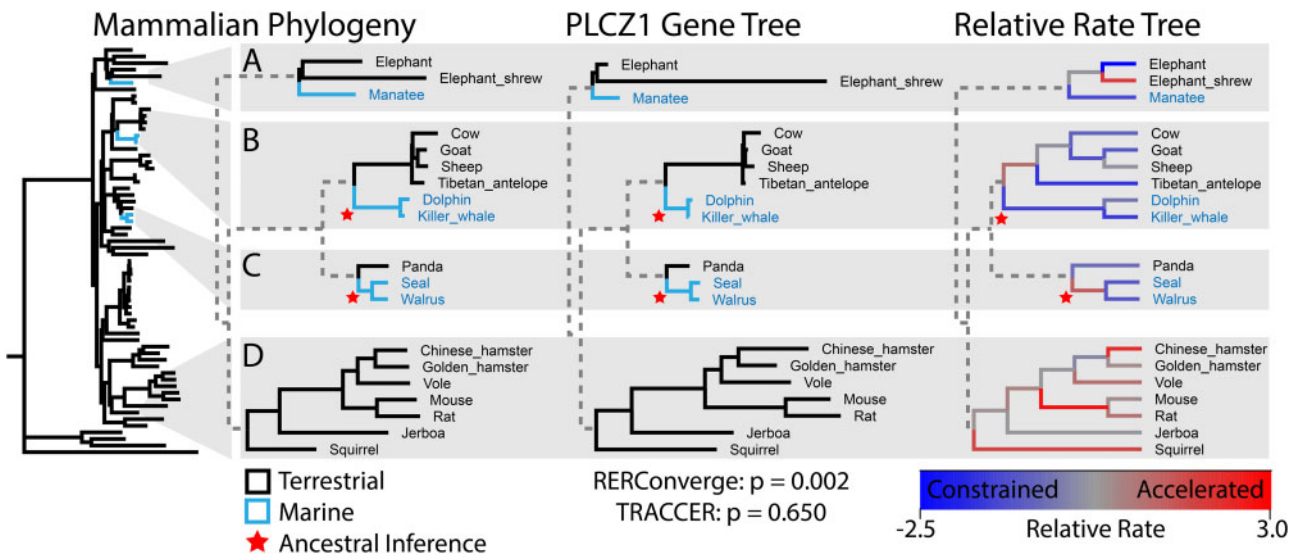 Mammalian Phylogeny
PLCZ1 Gene Tree
Relative Rate Tree
A
Elephant
Elephant_shrew
Manatee
Elephant
Elephant_shrew
Manatee
Elephant
Elephant_shrew
Manatee
B
Cow
Goat
Sheep
Tibetan_antelope
Dolphin
Killer_whale
Cow
Goat
Sheep
Tibetan_antelope
Dolphin
Killer_whale
Cow
Goat
Sheep
Tibetan_antelope
Dolphin
Killer_whale
C
Panda
Seal
Walrus
Panda
Seal
Walrus
Panda
Seal
Walrus
D
Chinese_hamster
Golden_hamster
Vole
Mouse
Rat
Jerboa
Squirrel
Chinese_hamster
Golden_hamster
Vole
Mouse
Rat
Jerboa
Squirrel
Chinese_hamster
Golden_hamster
Vole
Mouse
Rat
Jerboa
Squirrel
Terrestrial
Marine
Ancestral Inference
RERConverge: p = 0.002
TRACCER: p = 0.650
Constrained
Accelerated
-2.5
Relative Rate
3.0